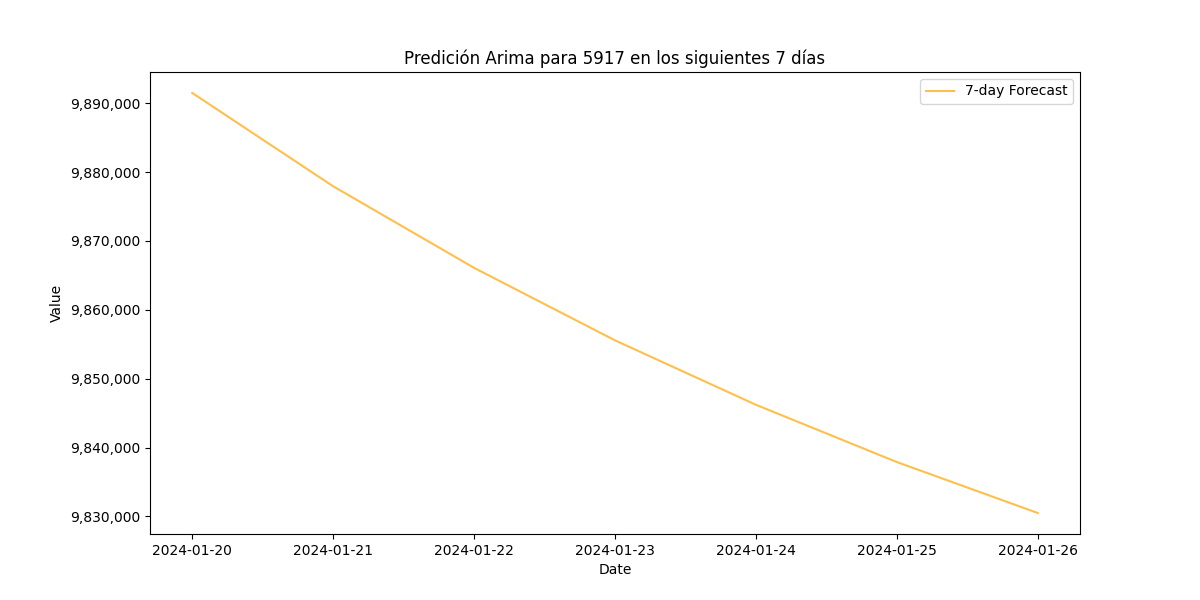 Predición Arima para 5917 en los siguientes 7 días
7-day Forecast
Value
9,890,000
9,880,000
9,870,000
9,860,000
9,850,000
9,840,000
9,830,000
2024-01-20 2024-01-21 2024-01-22 2024-01-23 2024-01-24 2024-01-25 2024-01-26
Date